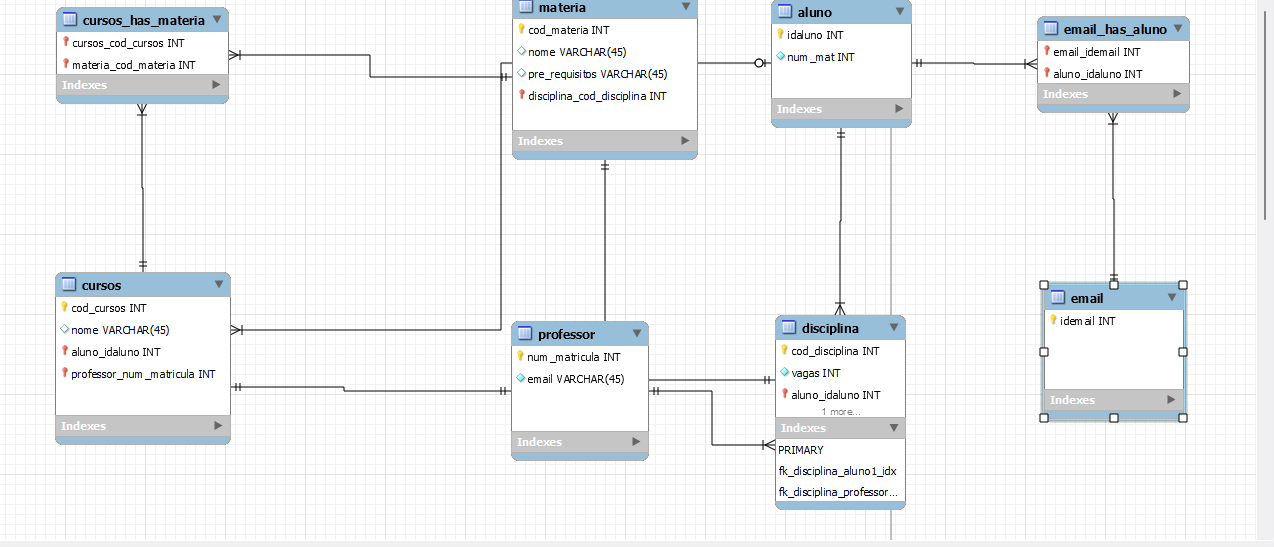 cursos_has_materia
cursos_cod_cursos INT
materia_cod_materia INT
Indexes
materia
cod_materia INT
nome VARCHAR(45)
pre_requisitos VARCHAR(45)
disciplina_cod_disciplina INT
Indexes
aluno
idaluno INT
num_mat INT
Indexes
email_has_aluno
email_idemail INT
aluno_idaluno INT
Indexes
cursos
cod_cursos INT
nome VARCHAR(45)
aluno_idaluno INT
professor_num_matricula INT
Indexes
professor
num_matricula INT
email VARCHAR(45)
Indexes
disciplina
cod_disciplina INT
vagas INT
aluno_idaluno INT
1 more...
Indexes
PRIMARY
fk_disciplina_aluno1_idx
fk_disciplina_professor...
email
idemail INT
Indexes